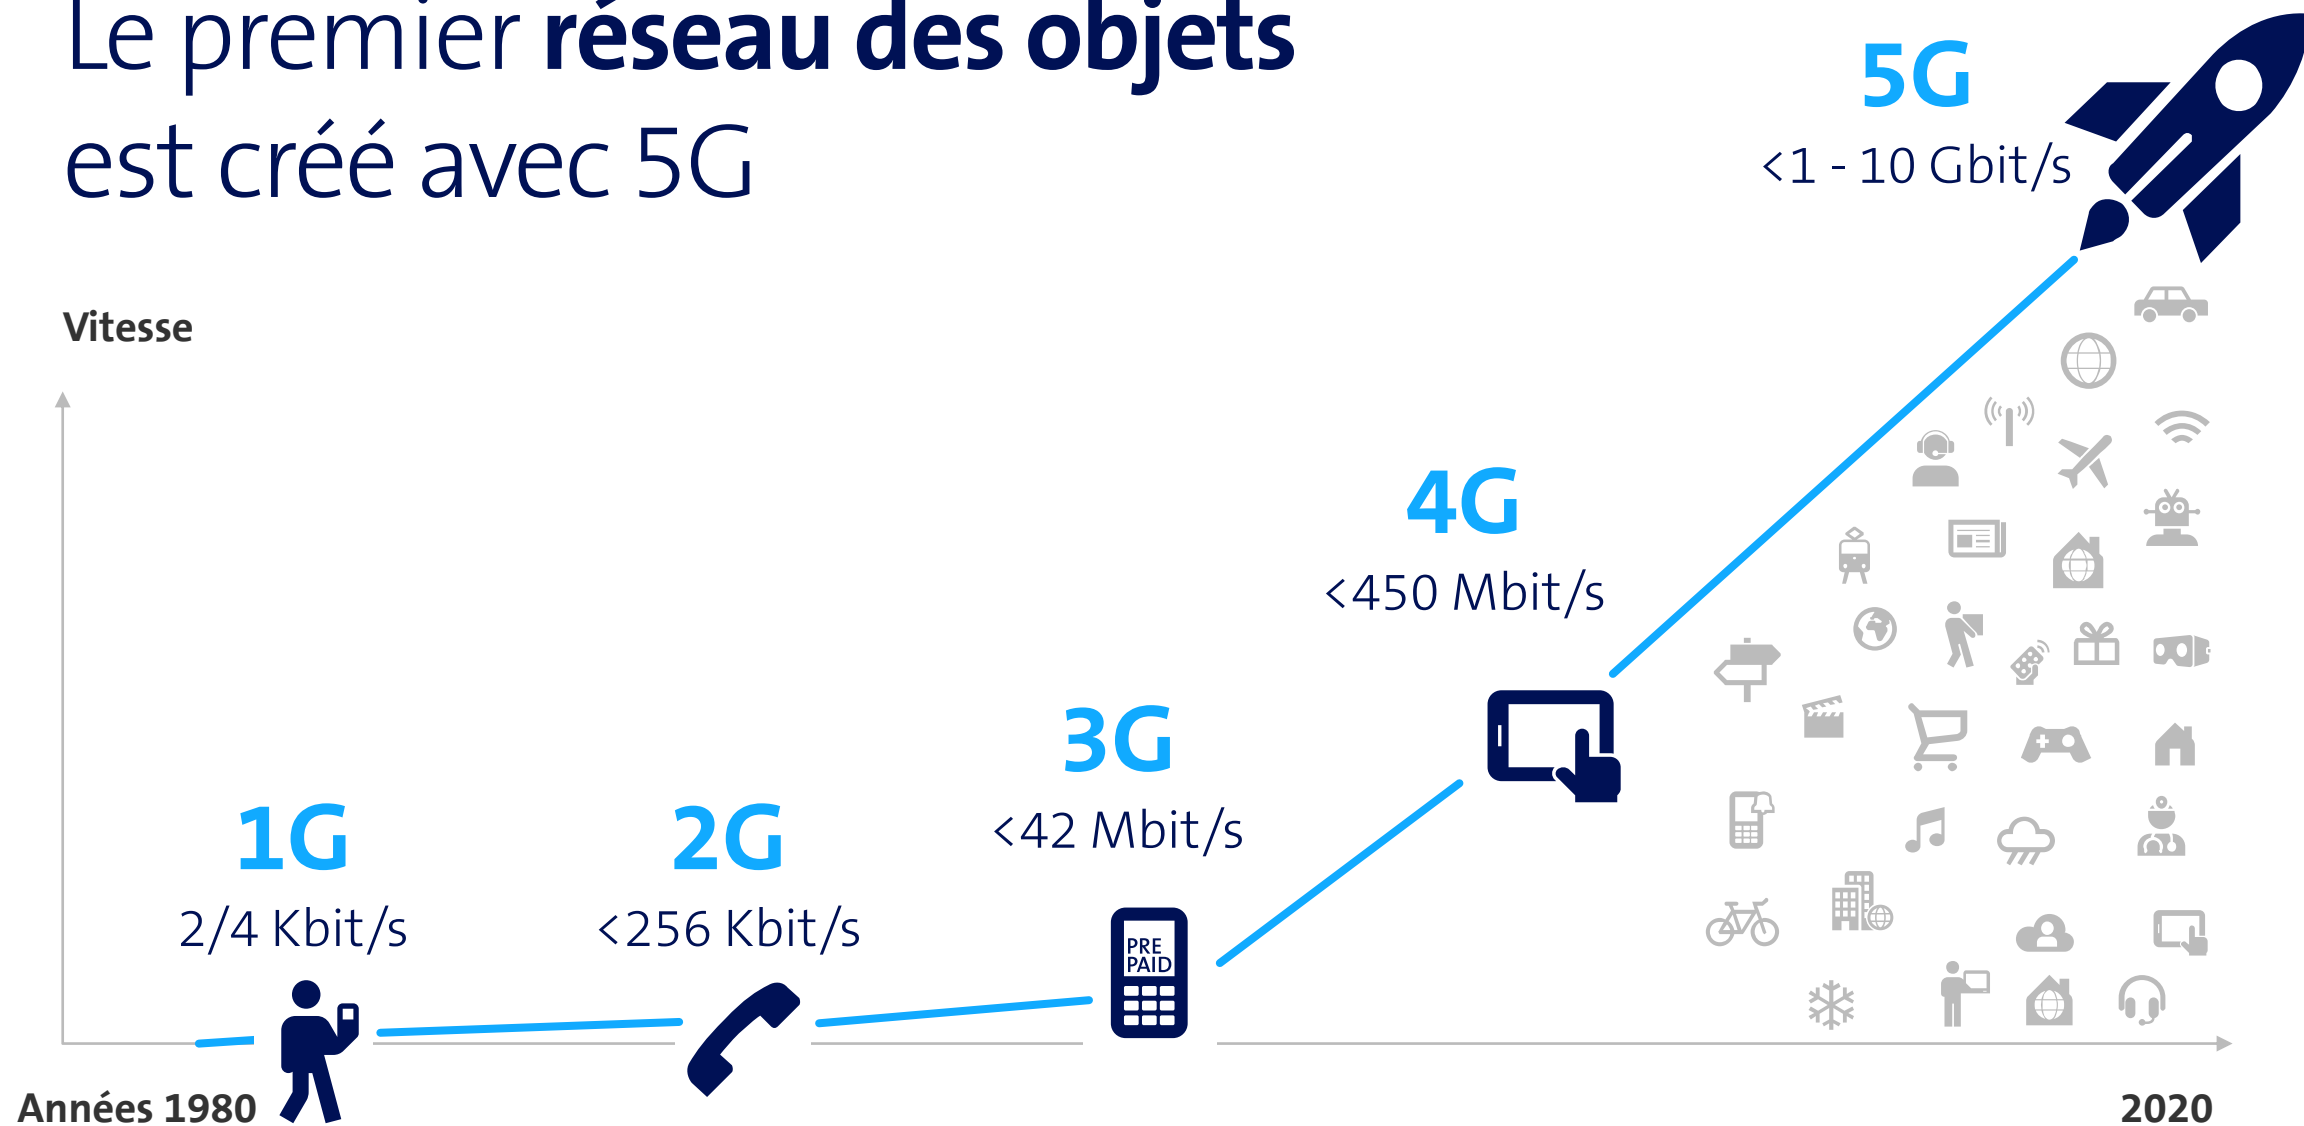 Le premier réseau des objets
est créé avec 5G
5G
<1 - 10 Gbit/s
Vitesse
4G
<450 Mbit/s
3G
<42 Mbit/s
1G
2/4 Kbit/s
2G
<256 Kbit/s
PRE
PAID
Années 1980
2020